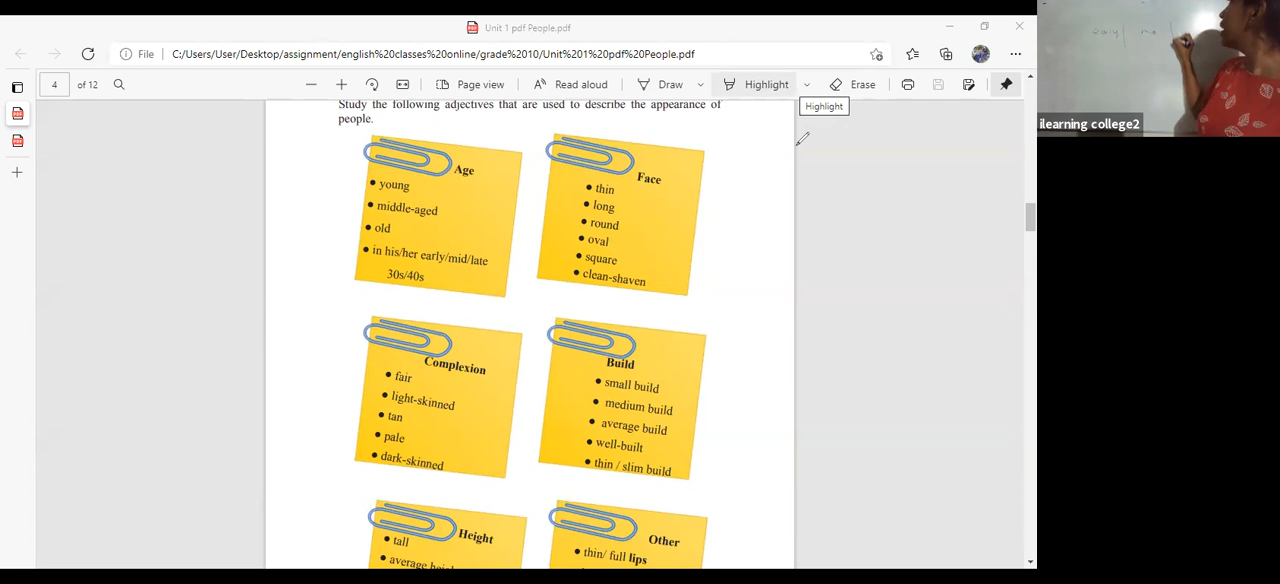 Unit 1 pdf People.pdf
File
C:/Users/User/Desktop/assignment/english%20classes%20online/grade%2010/Unit%201%20pdf%20People.pdf
4 of 12
Page view
Read aloud
Draw
Highlight
Erase
Highlight
ilearning college2
Study the following adjectives that are used to describe the appearance of
people.
Age
• young
• middle-aged
• old
• in his/her early/mid/late
30s/40s
Face
• thin
• long
• round
• oval
• square
• clean-shaven
Complexion
• fair
• light-skinned
• tan
• pale
• dark-skinned
Build
• small build
• medium build
• average build
• well-built
• thin / slim build
Height
• tall
• average heigh
Other
• thin/ full lips